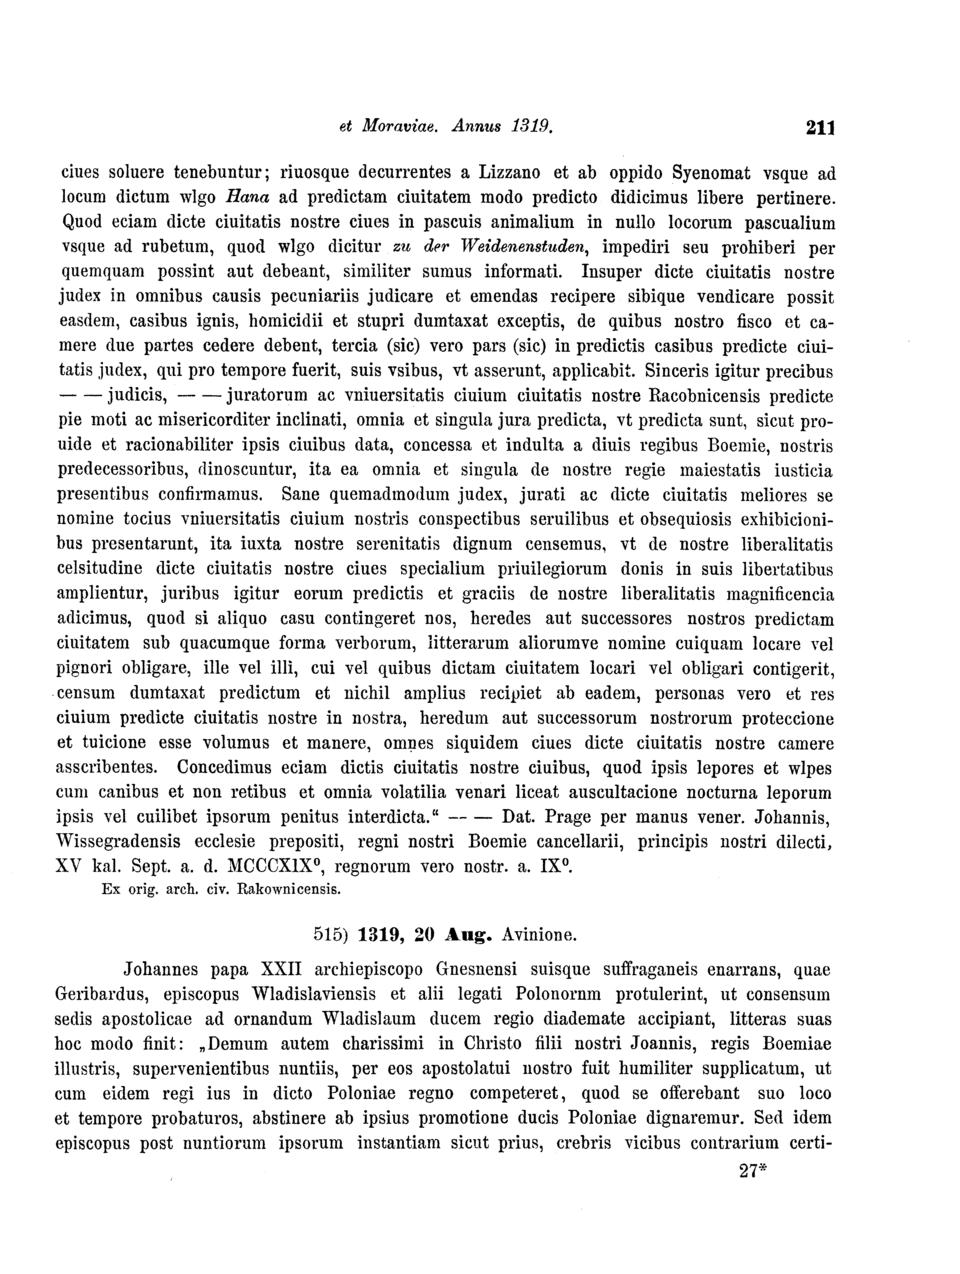 et Moraviae. Annus 1319. 211
ciues soluere tenebuntur; riuosque decurrentes a Lizzano et ab oppido Syenomat vsque ad
locum dictum wlgo Hana ad predictam ciuitatem modo predicto didicimus libere pertinere.
Quod eciam dicte ciuitatis nostre ciues in pascuis animalium in nullo locorum pascualium
vsque ad rubetum, quod wlgo dicitur zu der Weidenenstuden, impediri seu prohiberi per
quemquam possint aut debeant, similiter sumus informati. Insuper dicte ciuitatis nostre
judex in omnibus causis pecuniariis judicare et emendas recipere sibique vendicare possit
easdem, casibus ignis, homicidii et stupri dumtaxat exceptis, de quibus nostro fisco et ca-
mere due partes cedere debent, tercia (sic) vero pars (sic) in predictis casibus predicte ciui-
tatis judex, qui pro tempore fuerit, suis vsibus, vt asserunt, applicabit. Sinceris igitur precibus
— — judicis, — — juratorum ac vniuersitatis ciuium ciuitatis nostre Racobnicensis predicte
pie moti ac misericorditer inclinati, omnia et singula jura predicta, vt predicta sunt, sicut pro-
uide et racionabiliter ipsis ciuibus data, concessa et indulta a diuis regibus Boemie, nostris
predecessoribus, dinoscuntur, ita ea omnia et singula de nostre regie maiestatis iusticia
presentibus confirmamus. Sane quemadmodum judex, jurati ac dicte ciuitatis meliores se
nomine tocius vniuersitatis ciuium nostris conspectibus seruilibus et obsequiosis exhibicioni-
bus presentarunt, ita iuxta nostre serenitatis dignum censemus, vt de nostre liberalitatis
celsitudine dicte ciuitatis nostre ciues specialium priuilegiorum donis in suis libertatibus
amplientur, juribus igitur eorum predictis et graciis de nostre liberalitatis magnificencia
adicimus, quod si aliquo casu contingeret nos, heredes aut successores nostros predictam
ciuitatem sub quacumque forma verborum, litterarum aliorumve nomine cuiquam locare vel
pignori obligare, ille vel illi, cui vel quibus dictam ciuitatem locari vel obligari contigerit,
censum dumtaxat predictum et nichil amplius recipiet ab eadem, personas vero et res
ciuium predicte ciuitatis nostre in nostra, heredum aut successorum nostrorum proteccione
et tuicione esse volumus et manere, omnes siquidem ciues dicte ciuitatis nostre camere
asscribentes. Concedimus eciam dictis ciuitatis nostre ciuibus, quod ipsis lepores et wlpes
cum canibus et non retibus et omnia volatilia venari liceat auscultacione nocturna leporum
ipsis vel cuilibet ipsorum penitus interdicta.“ — — Dat. Prage per manus vener. Johannis,
Wissegradensis ecclesie prepositi, regni nostri Boemie cancellarii, principis nostri dilecti,
XV kal. Sept. a. d. MCCCXIX⁰, regnorum vero nostr. a. IX⁰.
Ex orig. arch. civ. Rakownicensis.
515) 1319, 20 Aug. Avinione.
Johannes papa XXII archiepiscopo Gnesnensi suisque suffraganeis enarrans, quae
Geribardus, episcopus Wladislaviensis et alii legati Polonornm protulerint, ut consensum
sedis apostolicae ad ornandum Wladislaum ducem regio diademate accipiant, litteras suas
hoc modo finit: „Demum autem charissimi in Christo filii nostri Joannis, regis Boemiae
illustris, supervenientibus nuntiis, per eos apostolatui nostro fuit humiliter supplicatum, ut
cum eidem regi ius in dicto Poloniae regno competeret, quod se offerebant suo loco
et tempore probaturos, abstinere ab ipsius promotione ducis Poloniae dignaremur. Sed idem
episcopus post nuntiorum ipsorum instantiam sicut prius, crebris vicibus contrarium certi-
27*